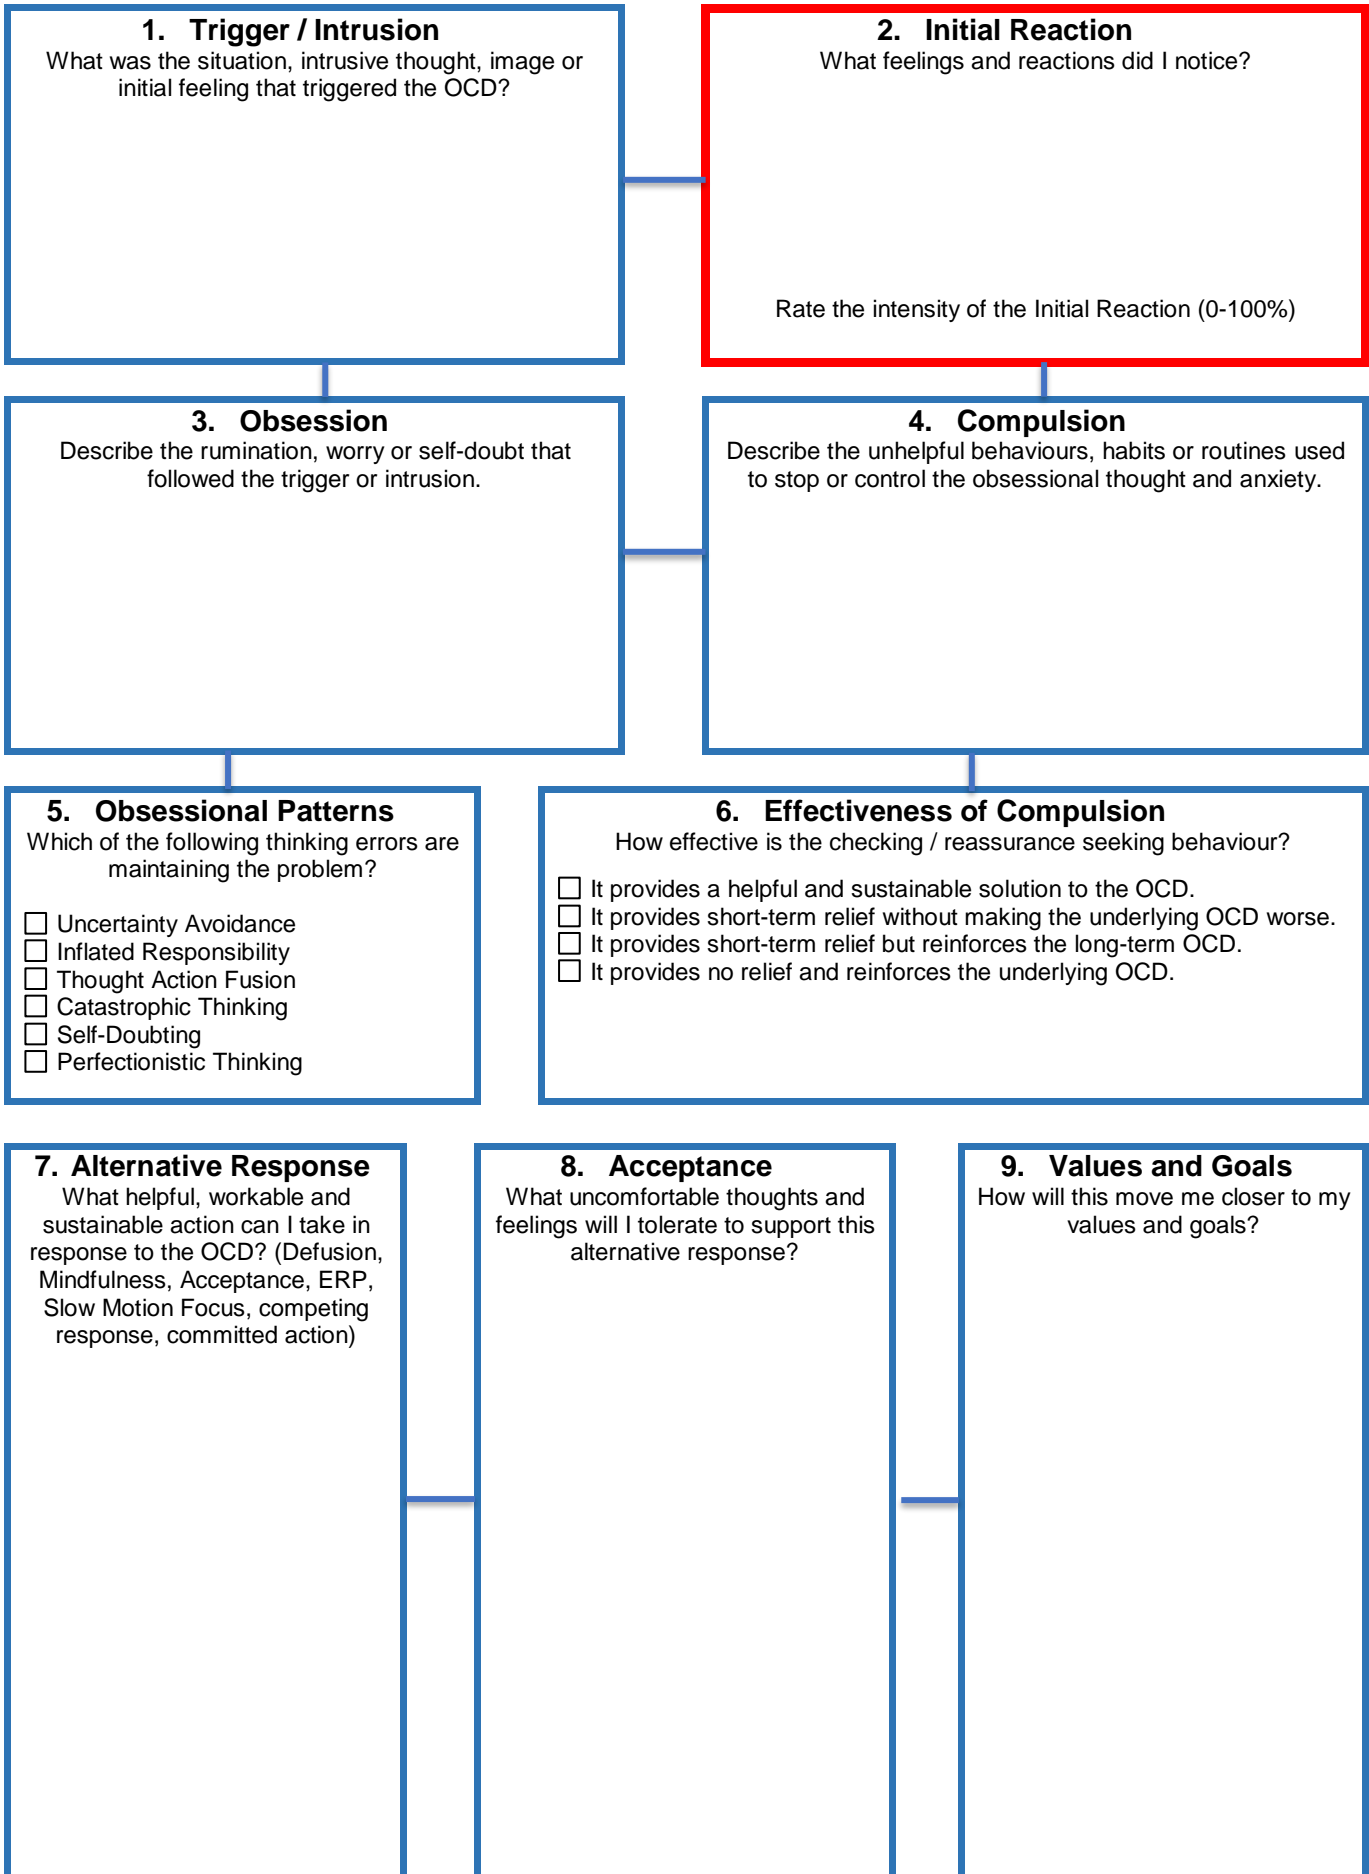 1. Trigger / Intrusion
What was the situation, intrusive thought, image or
initial feeling that triggered the OCD?
2. Initial Reaction
What feelings and reactions did I notice?
Rate the intensity of the Initial Reaction (0-100%)
3. Obsession
Describe the rumination, worry or self-doubt that
followed the trigger or intrusion.
4. Compulsion
Describe the unhelpful behaviours, habits or routines used
to stop or control the obsessional thought and anxiety.
5. Obsessional Patterns
Which of the following thinking errors are
maintaining the problem?
☐ Uncertainty Avoidance
☐ Inflated Responsibility
☐ Thought Action Fusion
☐ Catastrophic Thinking
☐ Self-Doubting
☐ Perfectionistic Thinking
6. Effectiveness of Compulsion
How effective is the checking / reassurance seeking behaviour?
☐ It provides a helpful and sustainable solution to the OCD.
☐ It provides short-term relief without making the underlying OCD worse.
☐ It provides short-term relief but reinforces the long-term OCD.
☐ It provides no relief and reinforces the underlying OCD.
7. Alternative Response
What helpful, workable and
sustainable action can I take in
response to the OCD? (Defusion,
Mindfulness, Acceptance, ERP,
Slow Motion Focus, competing
response, committed action)
8. Acceptance
What uncomfortable thoughts and
feelings will I tolerate to support this
alternative response?
9. Values and Goals
How will this move me closer to my
values and goals?